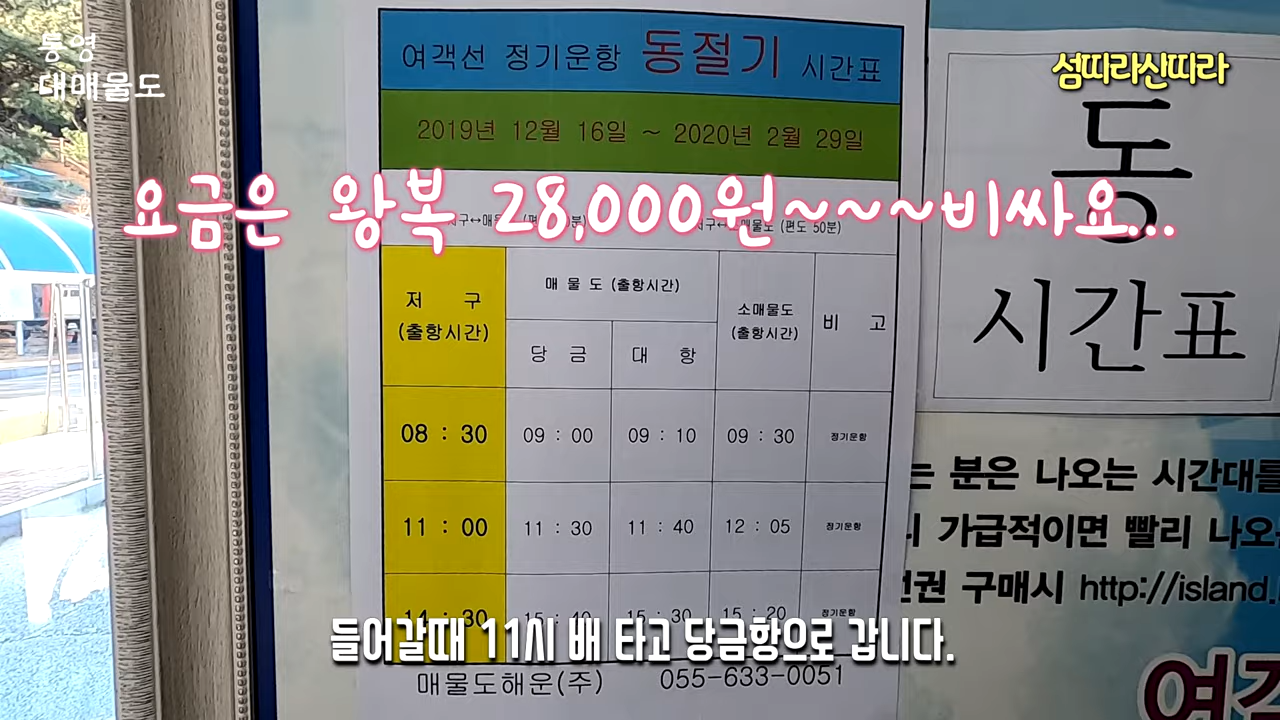 통영
대매물도
섬띠라산띠라
여객선 정기운항 동절기 시간표
2019년 12월 16일 ~ 2020년 2월 29일
요금은 왕복 28,000원~~~비싸요...
(편도 50분)
저 구
(출항시간)
매 물 도 (출항시간)
당 금
대 항
소매물도
(출항시간)
비 고
08 : 30 09 : 00 09 : 10 09 : 30 정기운항
11 : 00 11 : 30 11 : 40 12 : 05 정기운항
14 : 30 15 : 40 15 : 30 15 : 20 정기운항
들어갈때 11시 배 타고 당금항으로 갑니다.
매물도해운(주) 055-633-0051
동
시간표
는 분은 나오는 시간대를
가급적이면 빨리 나오
구매시 http://island.